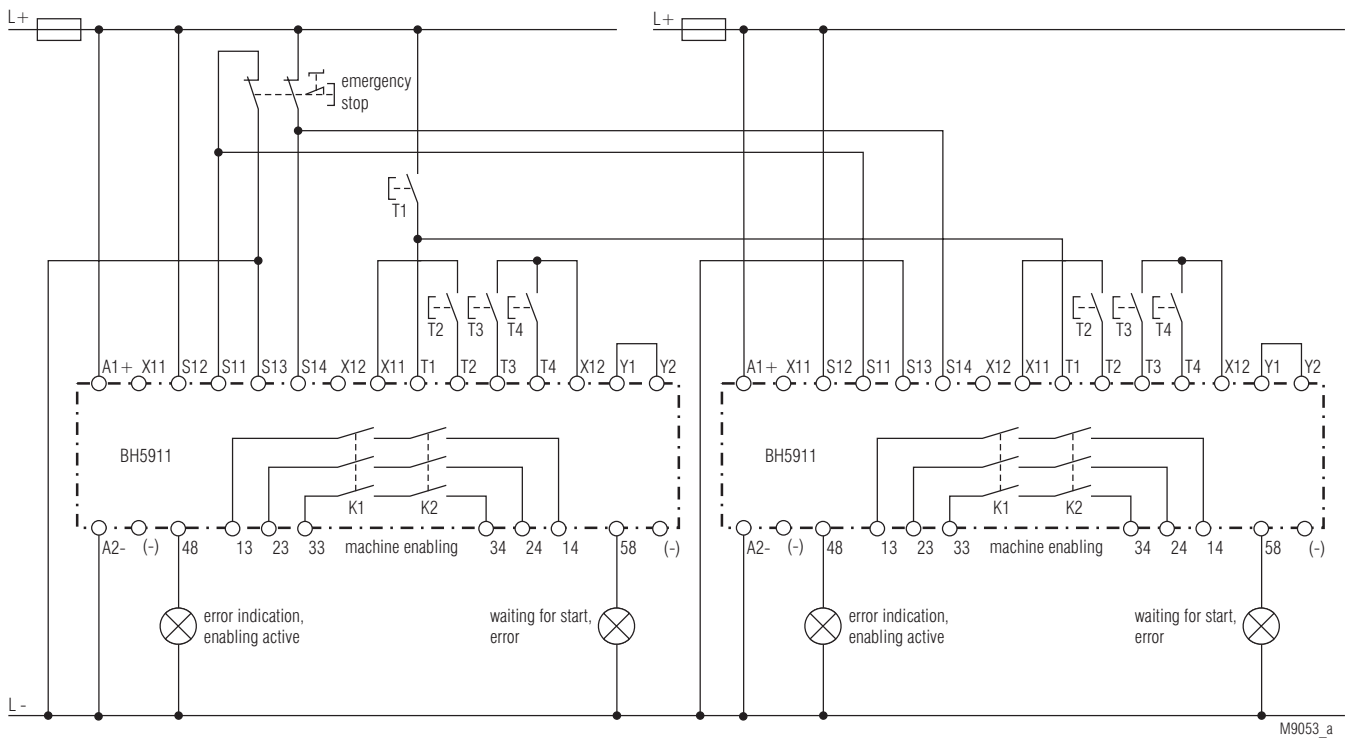 L+
L+
emergency
stop
T1
T2 T3 T4
T2 T3 T4
A1+ X11 S12 S11 S13 S14 X12 X11 T1 T2 T3 T4 X12 Y1 Y2
A1+ X11 S12 S11 S13 S14 X12 X11 T1 T2 T3 T4 X12 Y1 Y2
BH5911
BH5911
K1 K2
K1 K2
A2- (-) 48 13 23 33 machine enabling 34 24 14 58 (-)
A2- (-) 48 13 23 33 machine enabling 34 24 14 58 (-)
error indication,
enabling active
waiting for start,
error
error indication,
enabling active
waiting for start,
error
L -
M9053_a